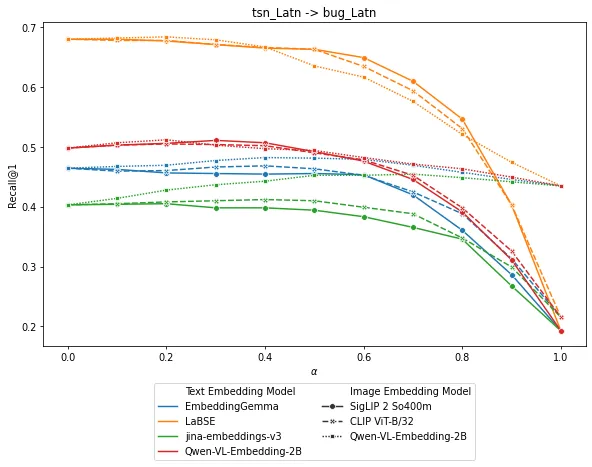 tsn_Latn -> bug_Latn
Recall@1
0.7
0.6
0.5
0.4
0.3
0.2
0.0 0.2 0.4 0.6 0.8 1.0
α
Text Embedding Model Image Embedding Model
EmbeddingGemma SigLIP 2 So400m
LaBSE CLIP ViT-B/32
jina-embeddings-v3 Qwen-VL-Embedding-2B
Qwen-VL-Embedding-2B